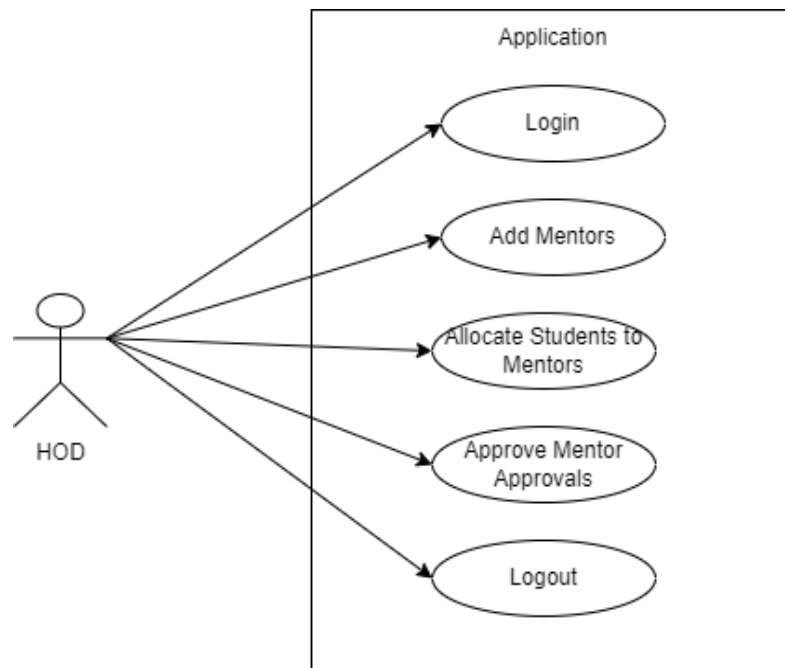 Application
Login
Add Mentors
Allocate Students to
Mentors
Approve Mentor
Approvals
HOD
Logout